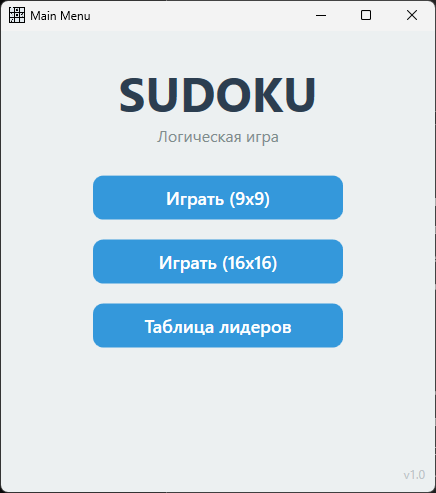 Main Menu
SUDOKU
Логическая игра
Играть (9x9)
Играть (16x16)
Таблица лидеров
v1.0